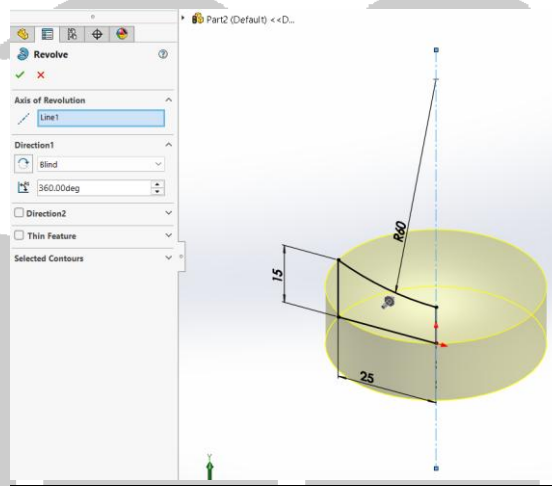 Part2 (Default) <<D...
Revolve
Axis of Revolution
Line1
Direction1
Blind
360.00deg
Direction2
Thin Feature
Selected Contours
R60
15
25
Y